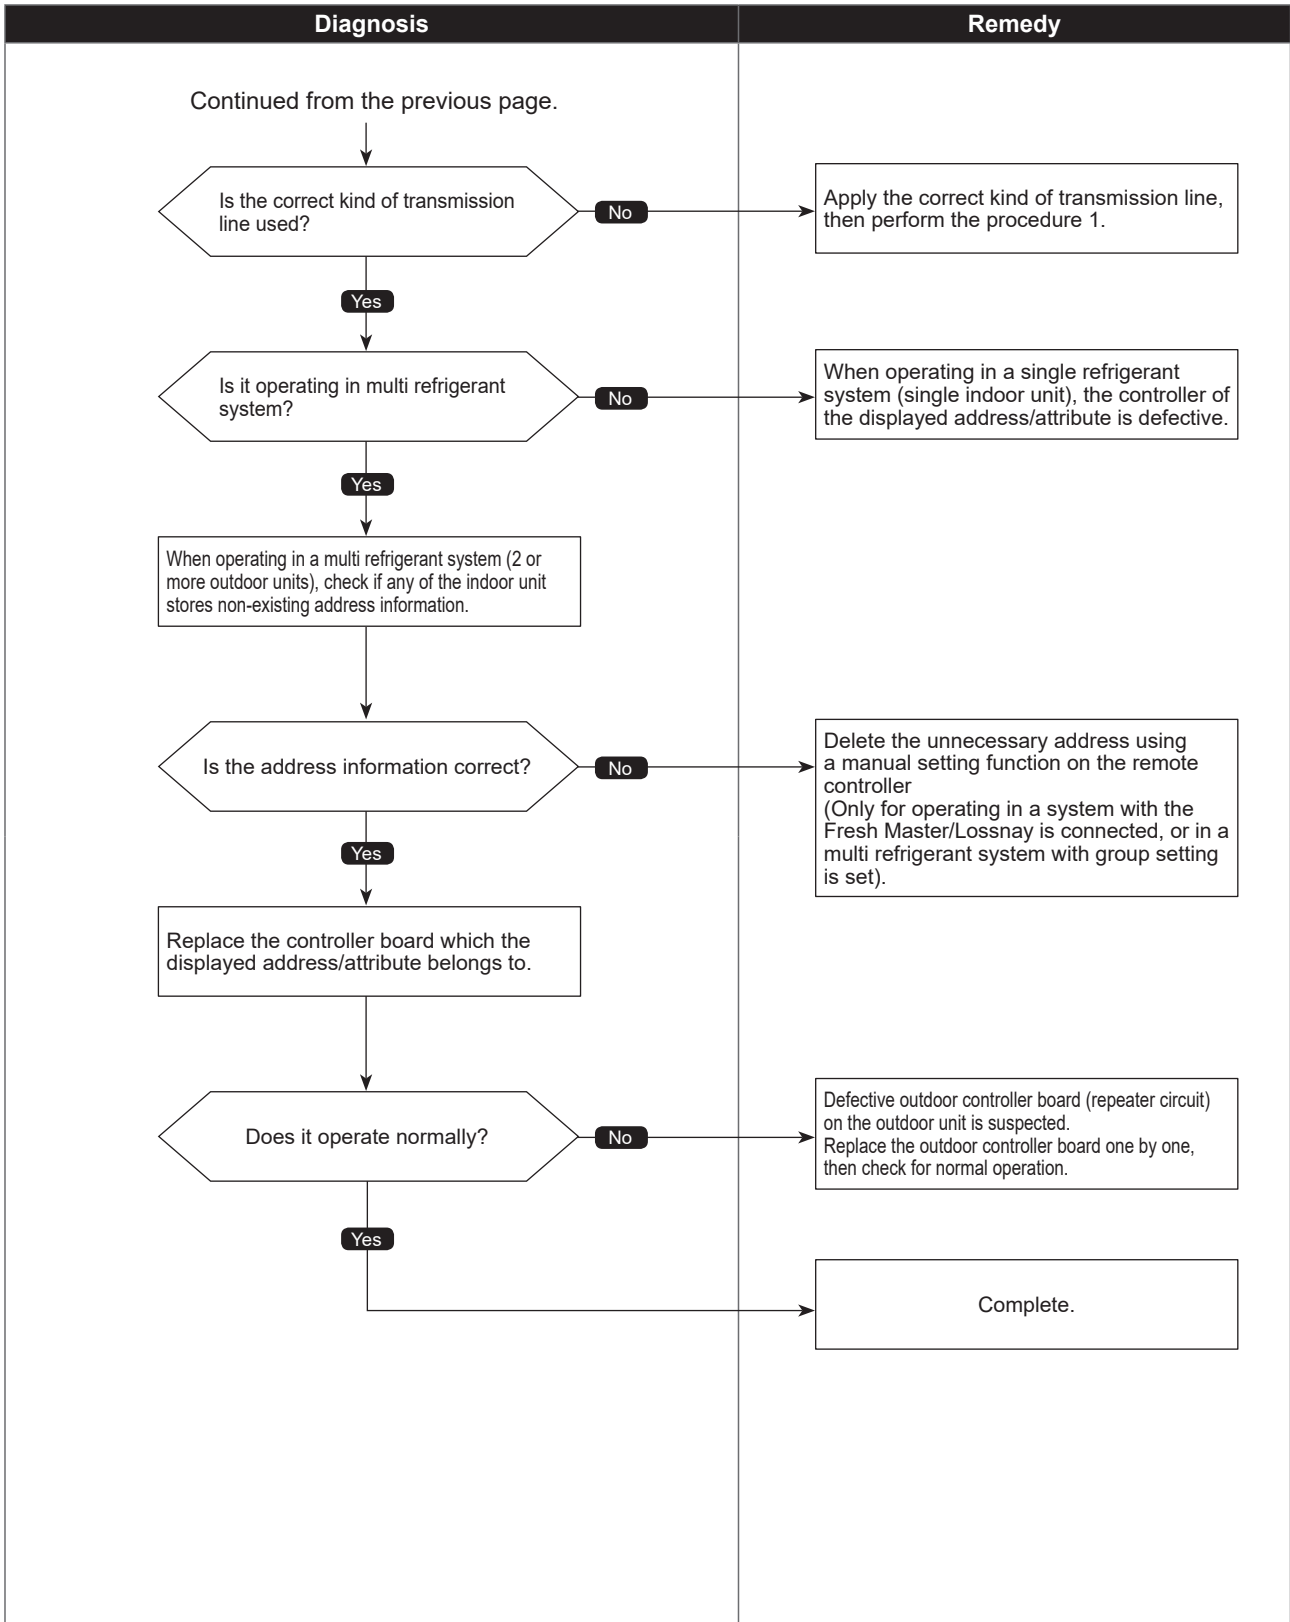 Diagnosis
Remedy
Continued from the previous page.
Is the correct kind of transmission
line used?
No
Apply the correct kind of transmission line,
then perform the procedure 1.
Yes
Is it operating in multi refrigerant
system?
No
When operating in a single refrigerant
system (single indoor unit), the controller of
the displayed address/attribute is defective.
Yes
When operating in a multi refrigerant system (2 or
more outdoor units), check if any of the indoor unit
stores non-existing address information.
Is the address information correct?
No
Delete the unnecessary address using
a manual setting function on the remote
controller
(Only for operating in a system with the
Fresh Master/Lossnay is connected, or in a
multi refrigerant system with group setting
is set).
Yes
Replace the controller board which the
displayed address/attribute belongs to.
Does it operate normally?
No
Defective outdoor controller board (repeater circuit)
on the outdoor unit is suspected.
Replace the outdoor controller board one by one,
then check for normal operation.
Yes
Complete.